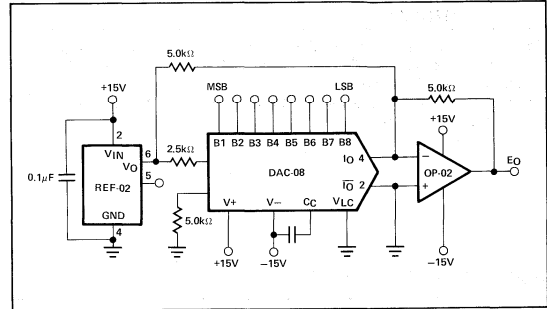 5.0kΩ
+15V
MSB
LSB
5.0kΩ
+15V
2
VIN
VO
6
2.5kΩ
B1 B2 B3 B4 B5 B6 B7 B8
IO 4
DAC-08
IO 2
−
+
OP-02
EO
0.1μF
REF-02
5
GND
4
5.0kΩ
V+
V−
CC
VLC
+15V
−15V
−15V